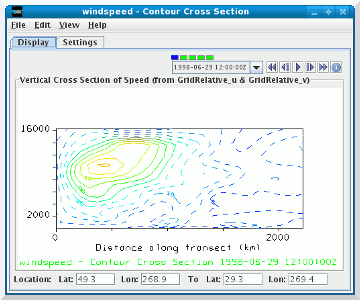 windspeed - Contour Cross Section
File Edit View Help
Display Settings
1998-06-29 12:00:00Z
Vertical Cross Section of Speed (from GridRelative_u & GridRelative_v)
16000
2000
0 2000
Distance along transect (km)
windspeed - Contour Cross Section 1998-06-29 12:00:00Z
Location: Lat: 49.3 Lon: 268.9 To Lat: 29.3 Lon: 269.4